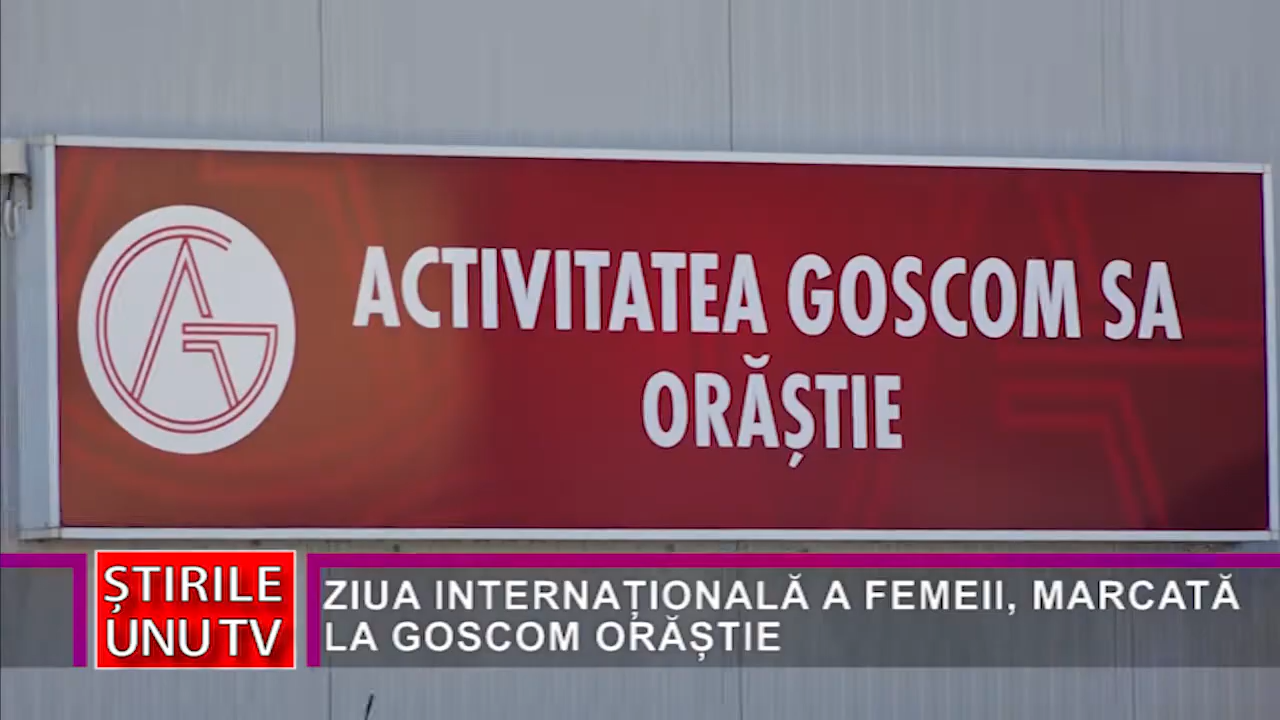 ACTIVITATEA GOSCOM SA
ORĂȘTIE
ȘTIRILE
UNU TV
ZIUA INTERNAȚIONALĂ A FEMEII, MARCATĂ
LA GOSCOM ORĂȘTIE